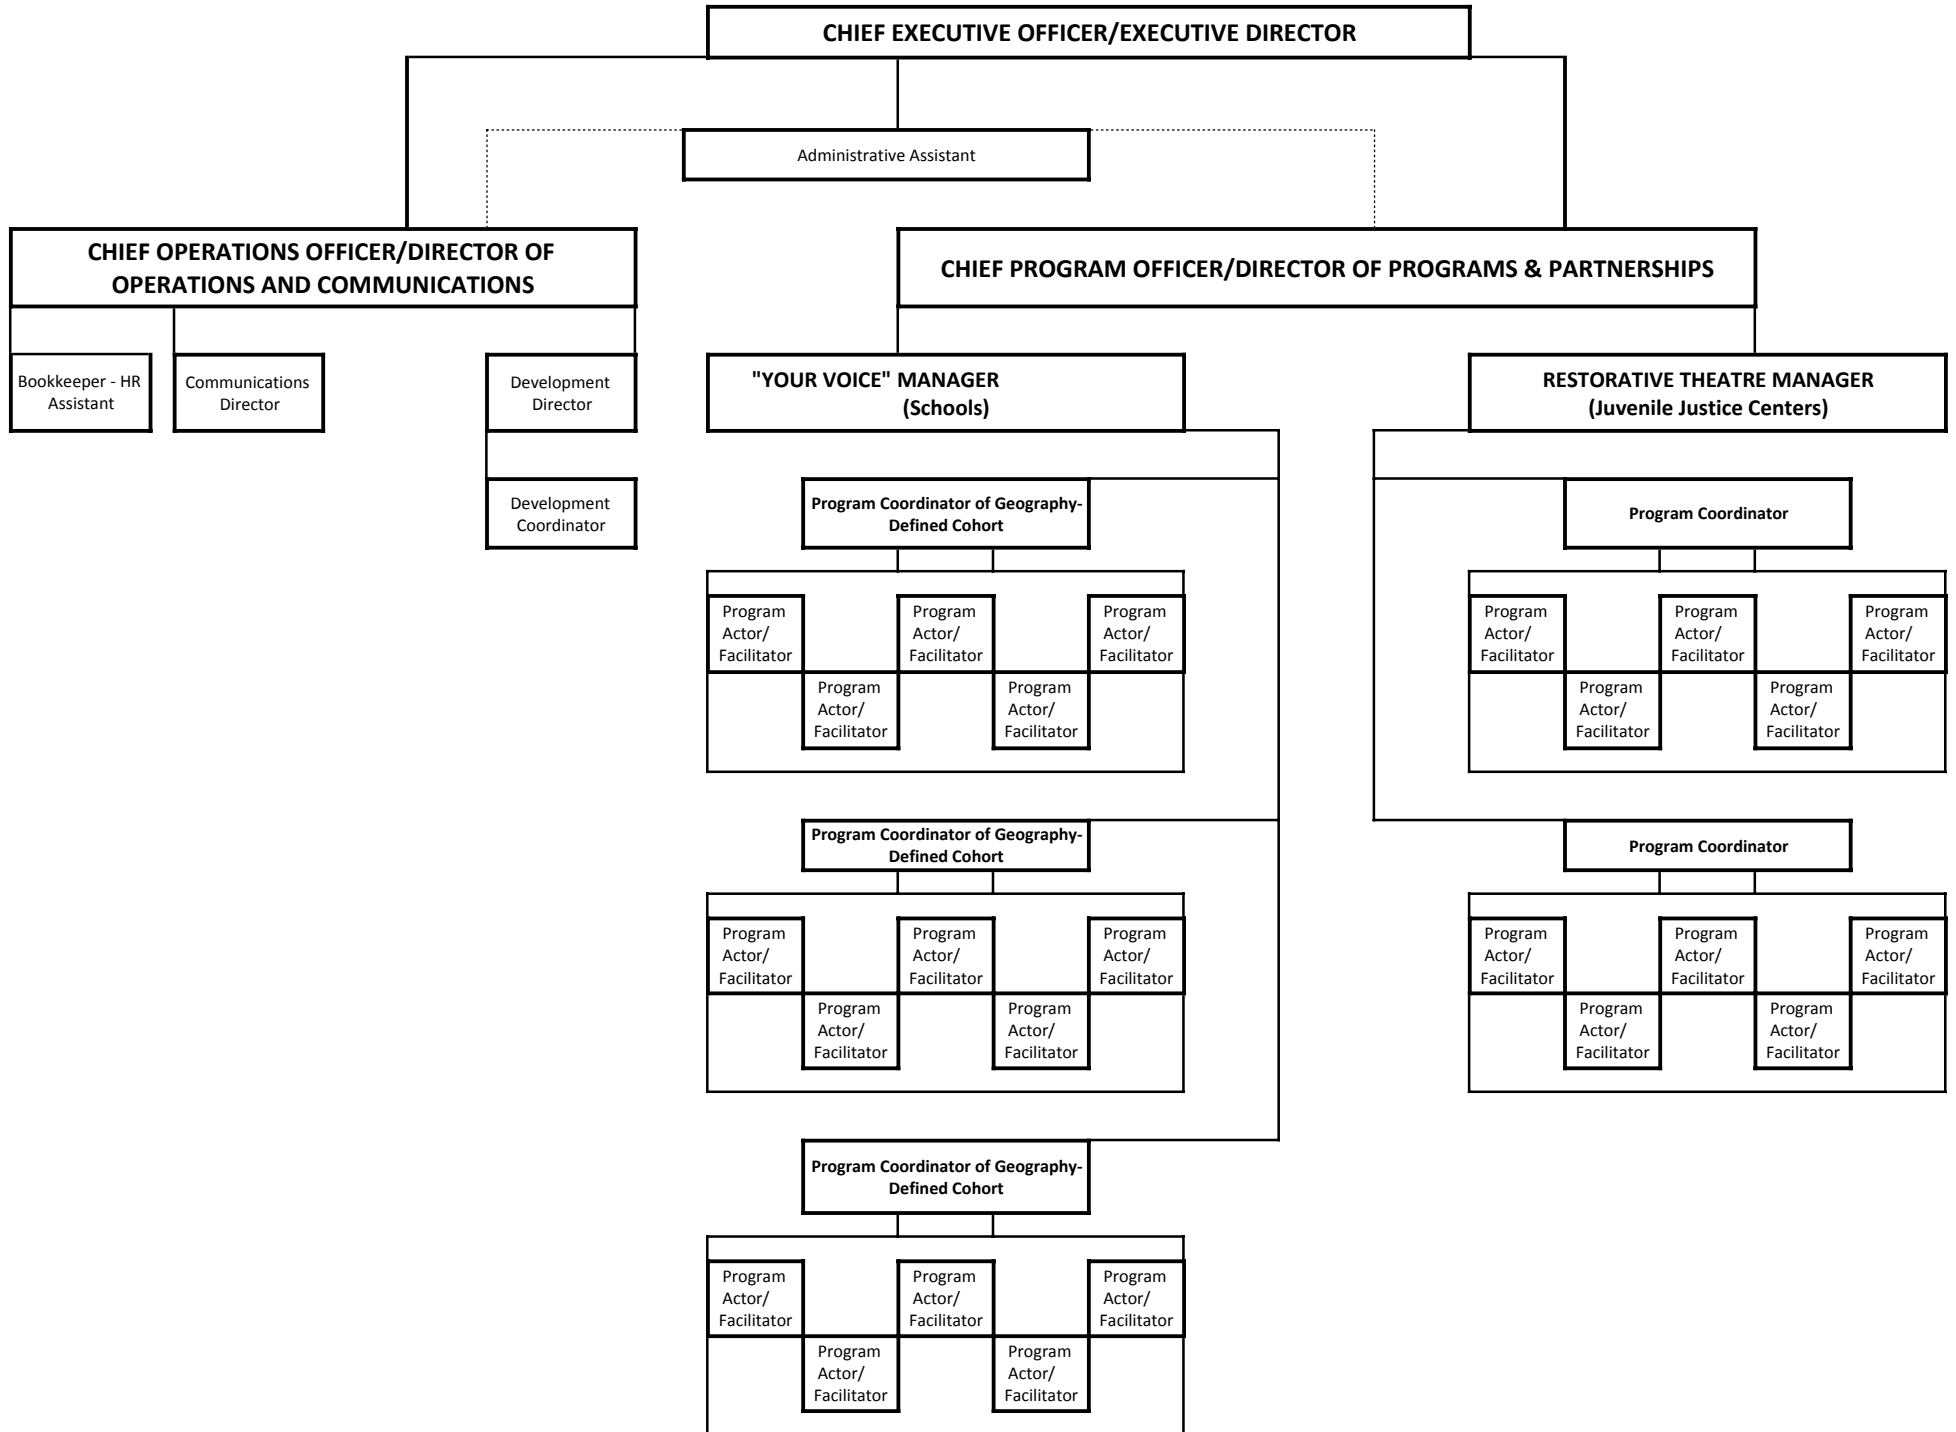 CHIEF EXECUTIVE OFFICER/EXECUTIVE DIRECTOR
Administrative Assistant
CHIEF OPERATIONS OFFICER/DIRECTOR OF
OPERATIONS AND COMMUNICATIONS
CHIEF PROGRAM OFFICER/DIRECTOR OF PROGRAMS & PARTNERSHIPS
Bookkeeper - HR
Assistant
Communications
Director
Development
Director
"YOUR VOICE" MANAGER
(Schools)
RESTORATIVE THEATRE MANAGER
(Juvenile Justice Centers)
Development
Coordinator
Program Coordinator of Geography-
Defined Cohort
Program
Actor/
Facilitator
Program
Actor/
Facilitator
Program
Actor/
Facilitator
Program
Actor/
Facilitator
Program
Actor/
Facilitator
Program Coordinator
Program
Actor/
Facilitator
Program
Actor/
Facilitator
Program
Actor/
Facilitator
Program
Actor/
Facilitator
Program
Actor/
Facilitator
Program Coordinator of Geography-
Defined Cohort
Program
Actor/
Facilitator
Program
Actor/
Facilitator
Program
Actor/
Facilitator
Program
Actor/
Facilitator
Program
Actor/
Facilitator
Program Coordinator
Program
Actor/
Facilitator
Program
Actor/
Facilitator
Program
Actor/
Facilitator
Program
Actor/
Facilitator
Program
Actor/
Facilitator
Program Coordinator of Geography-
Defined Cohort
Program
Actor/
Facilitator
Program
Actor/
Facilitator
Program
Actor/
Facilitator
Program
Actor/
Facilitator
Program
Actor/
Facilitator